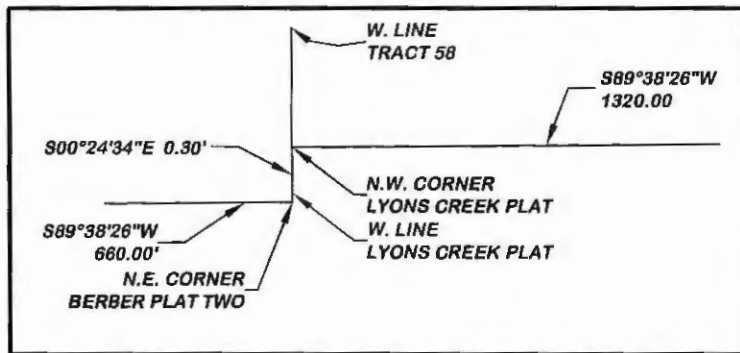 W. LINE
TRACT 58
S89°38'26"W
1320.00
S00°24'34"E 0.30'
N.W. CORNER
LYONS CREEK PLAT
W. LINE
LYONS CREEK PLAT
S89°38'26"W
660.00'
N.E. CORNER
BERBER PLAT TWO